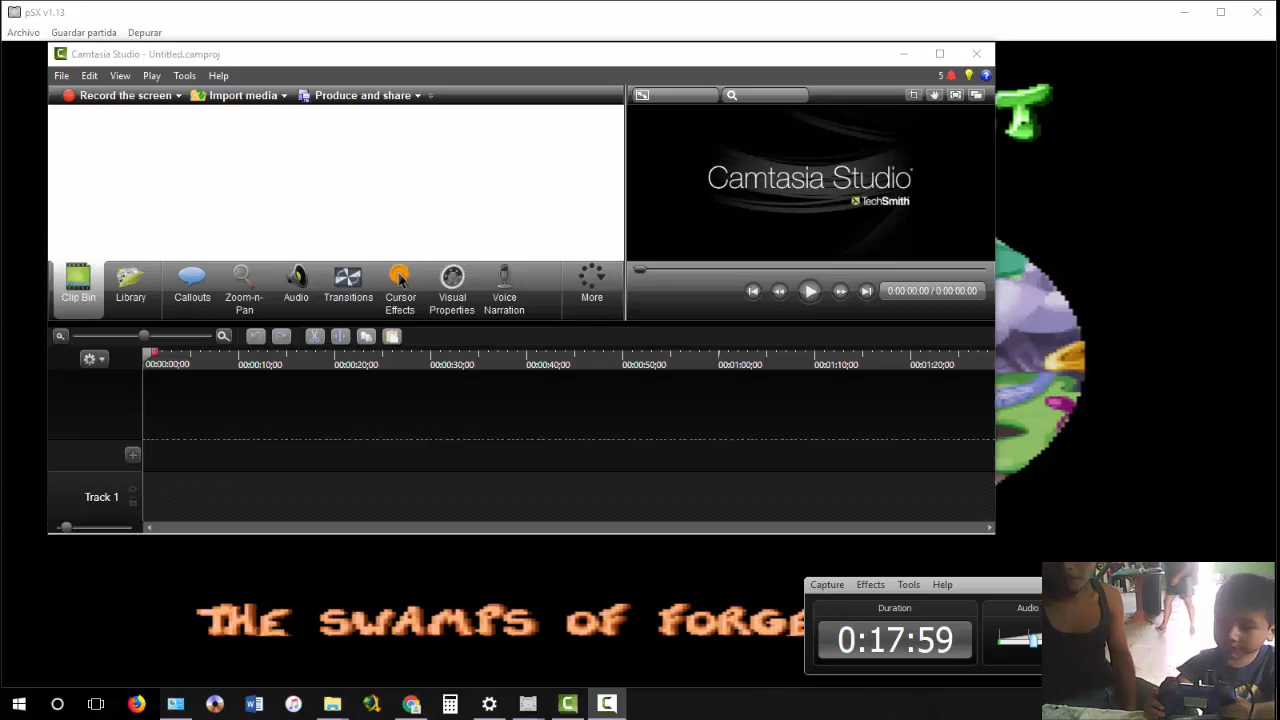 pSX v1.13
Archivo Guardar partida Depurar
Camtasia Studio - Untitled.camproj
File Edit View Play Tools Help
5
Record the screen Import media Produce and share
Camtasia Studio
TechSmith
Clip Bin Library Callouts Zoom-n-Pan Audio Transitions Cursor Effects Visual Properties Voice Narration More
0:00:00;00 / 0:00:00;00
00:00:00;00 00:00:10;00 00:00:20;00 00:00:30;00 00:00:40;00 00:00:50;00 00:01:00;00 00:01:10;00 00:01:20;00
Track 1
T
THE SWAMPS OF FORGE
Capture Effects Tools Help
Duration Audio
0:17:59